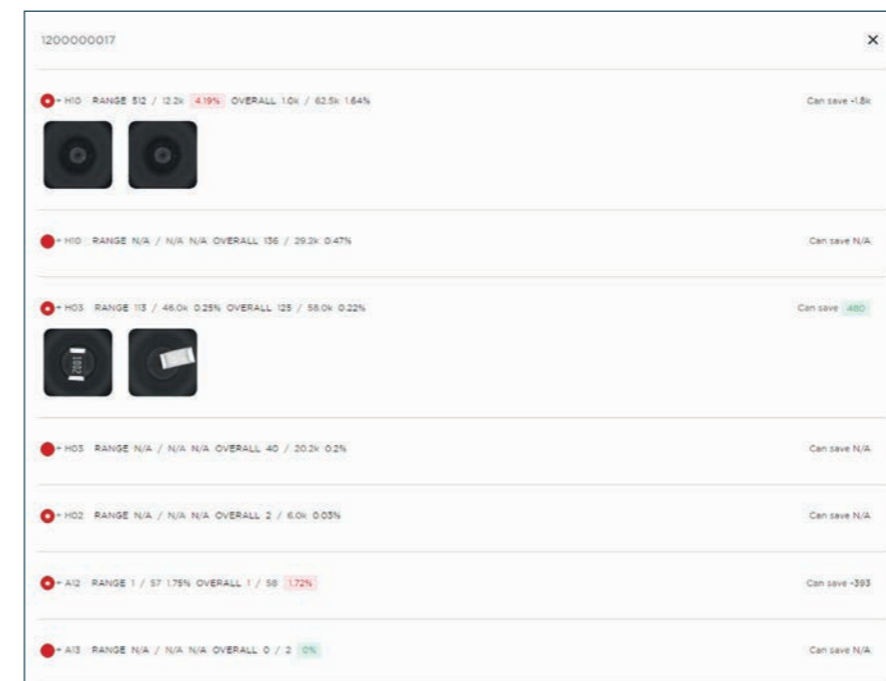 1200000017 ×
+ H10 RANGE 512 / 12.2k 4.19% OVERALL 1.0k / 62.5k 1.64% Can save -1.8k
+ H10 RANGE N/A / N/A N/A OVERALL 136 / 29.2k 0.47% Can save N/A
+ H03 RANGE 113 / 46.0k 0.25% OVERALL 125 / 58.0k 0.22% Can save 480
1002
+ H03 RANGE N/A / N/A N/A OVERALL 40 / 20.2k 0.2% Can save N/A
+ H02 RANGE N/A / N/A N/A OVERALL 2 / 6.0k 0.03% Can save N/A
+ A12 RANGE 1 / 57 1.75% OVERALL 1 / 58 1.72% Can save -393
+ A13 RANGE N/A / N/A N/A OVERALL 0 / 2 0% Can save N/A